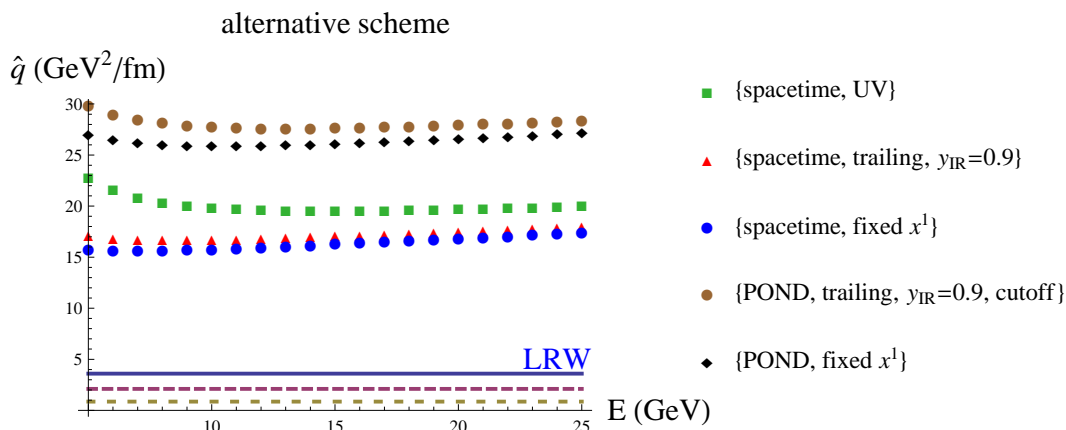 alternative scheme
q̂ (GeV²/fm)
30
25
20
15
10
5
LRW
10
15
20
25
E (GeV)
{spacetime, UV}
{spacetime, trailing, y_IR=0.9}
{spacetime, fixed x¹}
{POND, trailing, y_IR=0.9, cutoff}
{POND, fixed x¹}